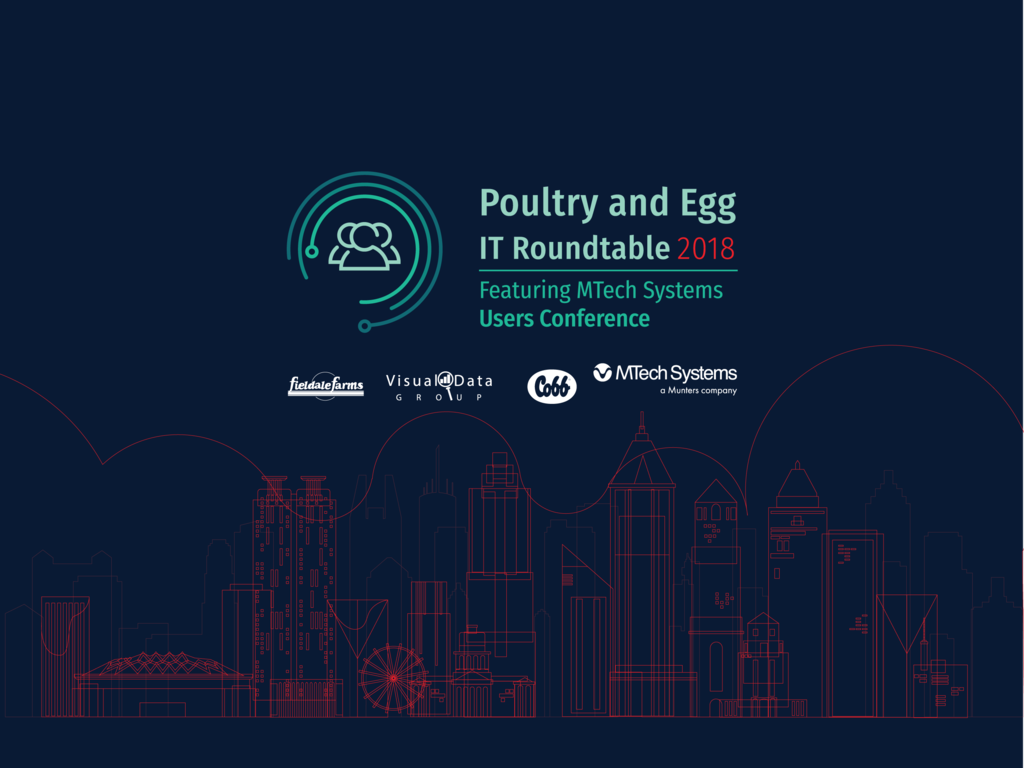 Poultry and Egg
IT Roundtable 2018
Featuring MTech Systems
Users Conference
fieldale farms
Visual Data
GROUP
Cobb
MTech Systems
a Munters company